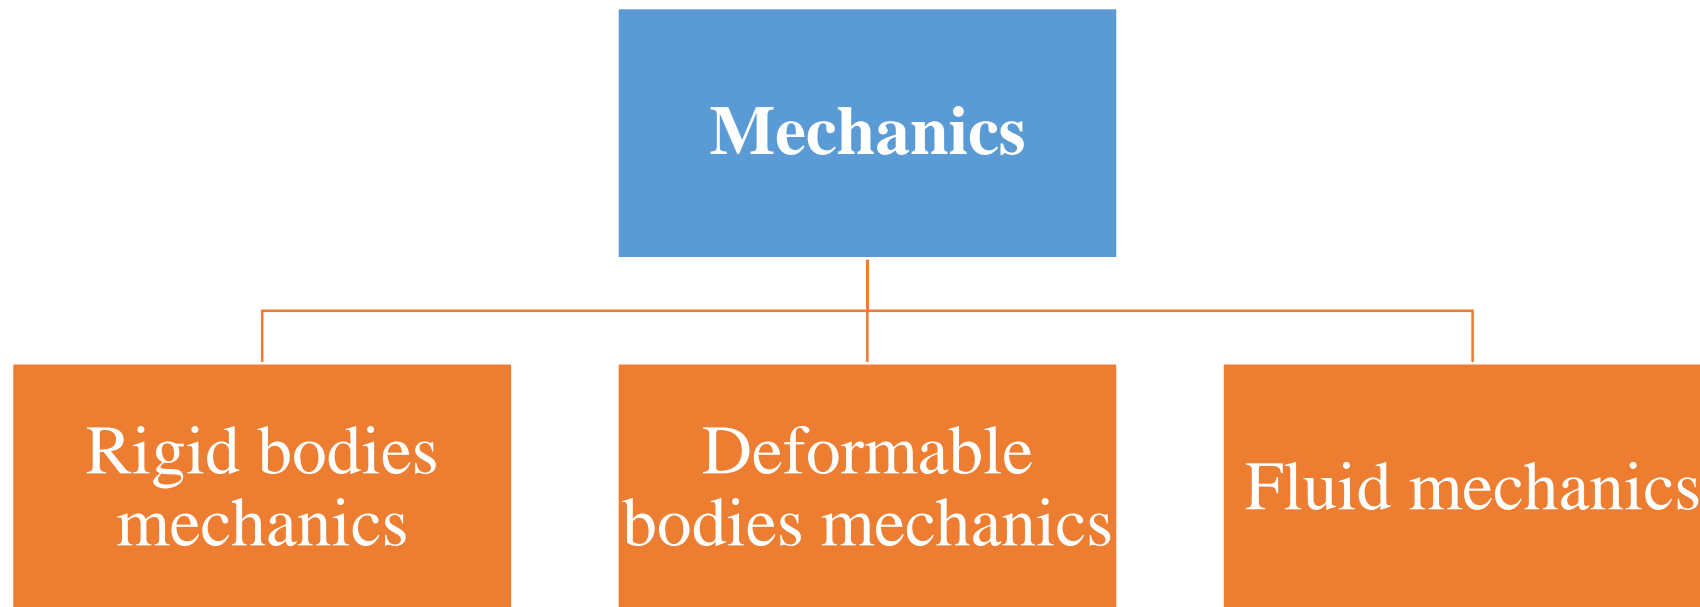 Mechanics
Rigid bodies
mechanics
Deformable
bodies mechanics
Fluid mechanics